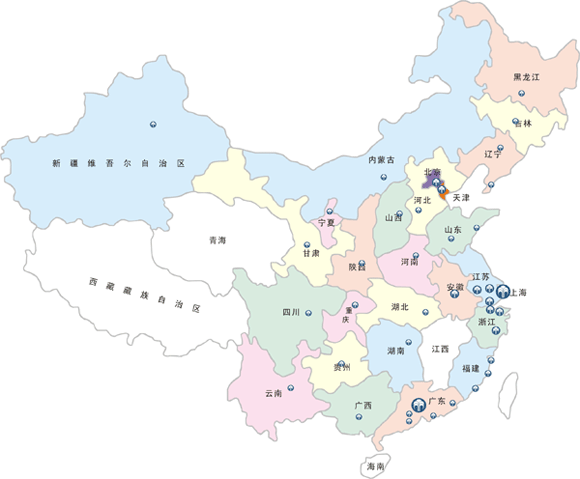 黑龙江
吉林
辽宁
内蒙古
北京
天津
河北
新疆维吾尔自治区
山西
山东
宁夏
青海
甘肃
陕西
河南
江苏
安徽
上海
西藏藏族自治区
四川
重庆
湖北
浙江
湖南
江西
贵州
福建
云南
广西
广东
海南